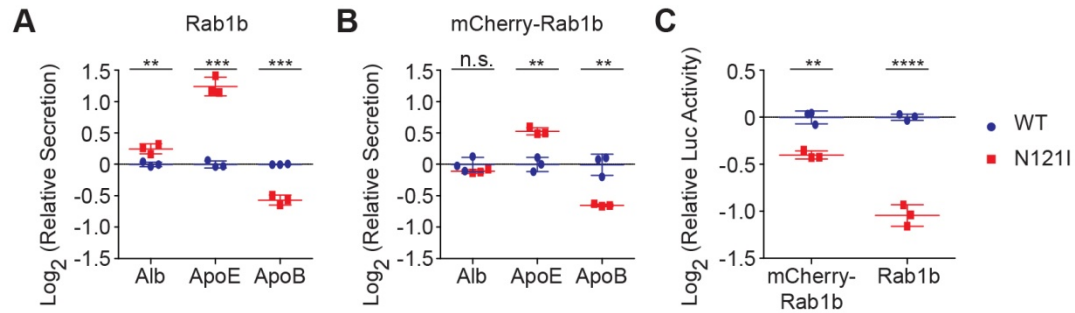 A
Rab1b
Log2 (Relative Secretion)
** *** ***
1.5
1.0
0.5
0
-0.5
-1.0
-1.5
Alb ApoE ApoB
B
mCherry-Rab1b
Log2 (Relative Secretion)
n.s. ** **
1.5
1.0
0.5
0
-0.5
-1.0
-1.5
Alb ApoE ApoB
C
Log2 (Relative Luc Activity)
** ****
0.5
0
-0.5
-1.0
-1.5
mCherry-
Rab1b
Rab1b
WT
N121I